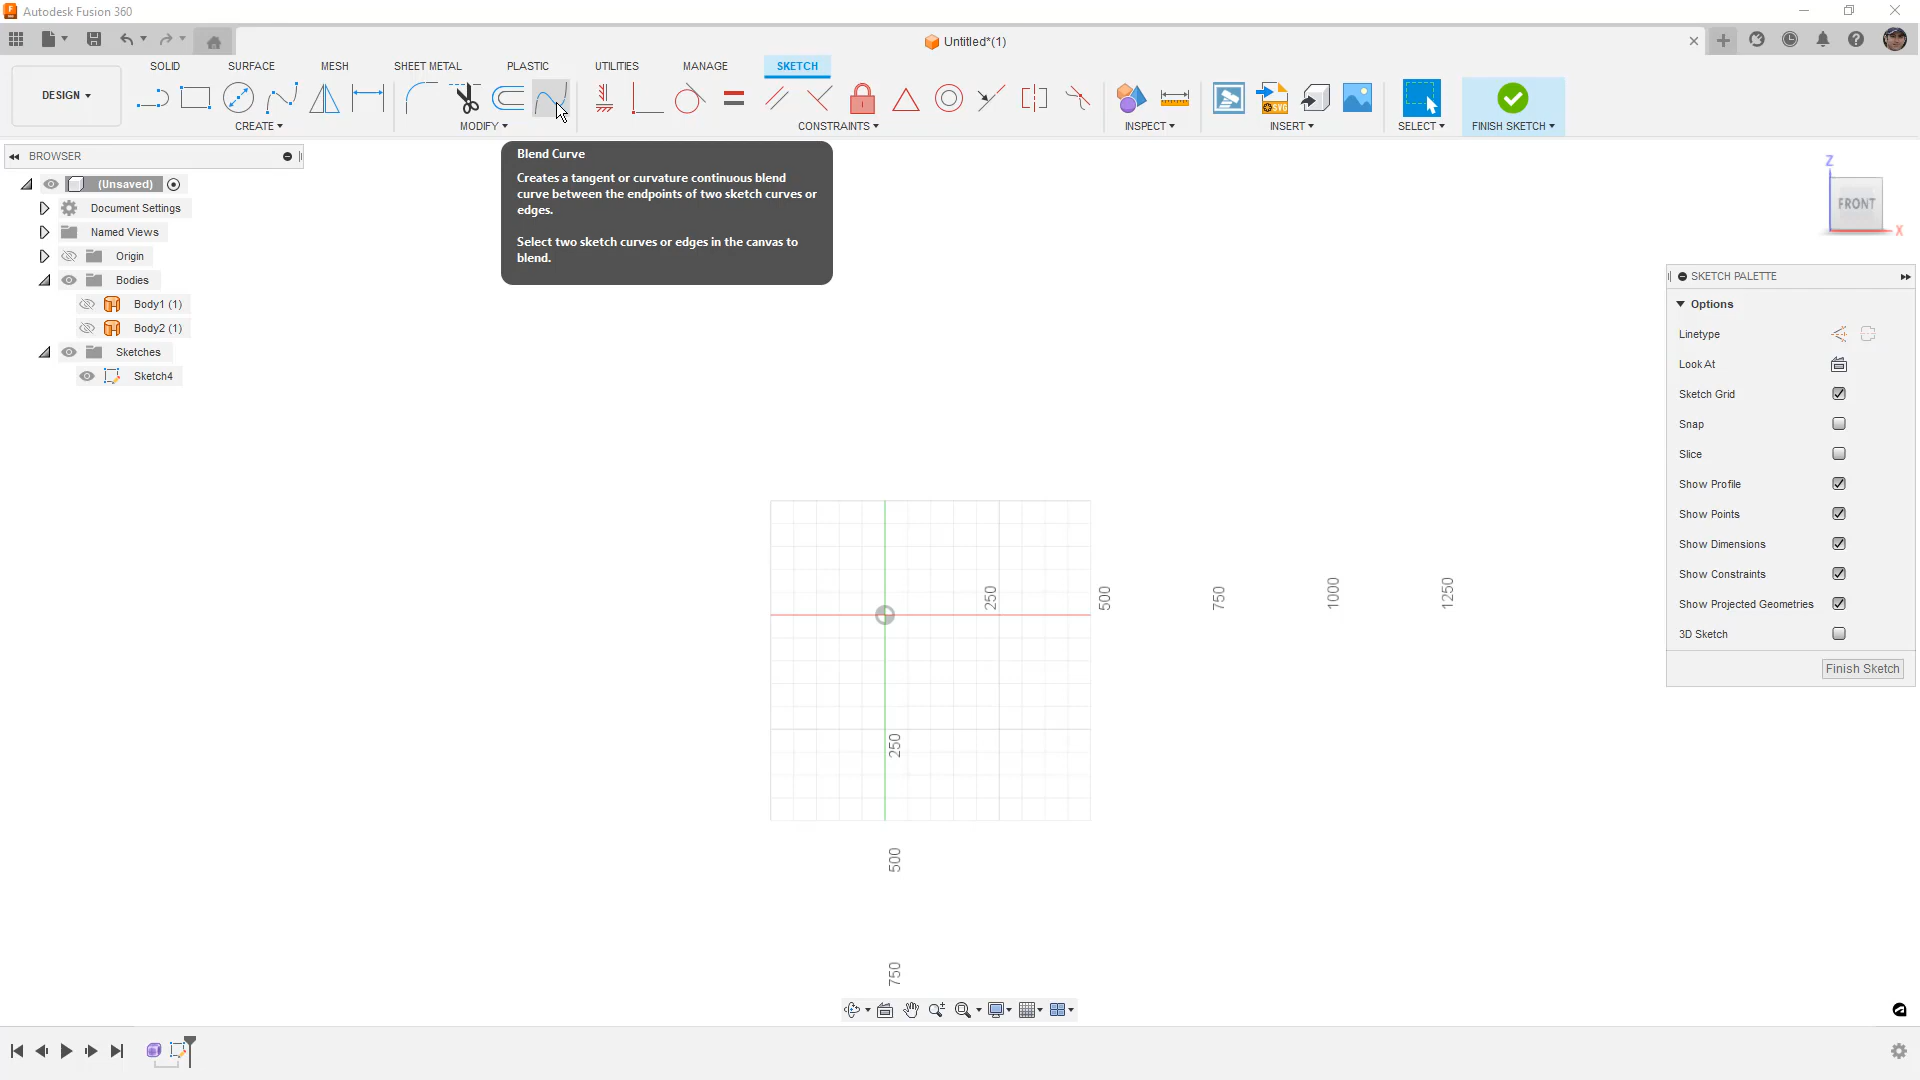 Autodesk Fusion 360
Untitled*(1)
SOLID
SURFACE
MESH
SHEET METAL
PLASTIC
UTILITIES
MANAGE
SKETCH
DESIGN
CREATE
MODIFY
CONSTRAINTS
INSPECT
INSERT
SELECT
FINISH SKETCH
SVG
BROWSER
(Unsaved)
Document Settings
Named Views
Origin
Bodies
Body1 (1)
Body2 (1)
Sketches
Sketch4
Blend Curve
Creates a tangent or curvature continuous blend
curve between the endpoints of two sketch curves or
edges.
Select two sketch curves or edges in the canvas to
blend.
Z
FRONT
X
SKETCH PALETTE
Options
Linetype
Look At
Sketch Grid
Snap
Slice
Show Profile
Show Points
Show Dimensions
Show Constraints
Show Projected Geometries
3D Sketch
Finish Sketch
250
500
750
1000
1250
250
500
750